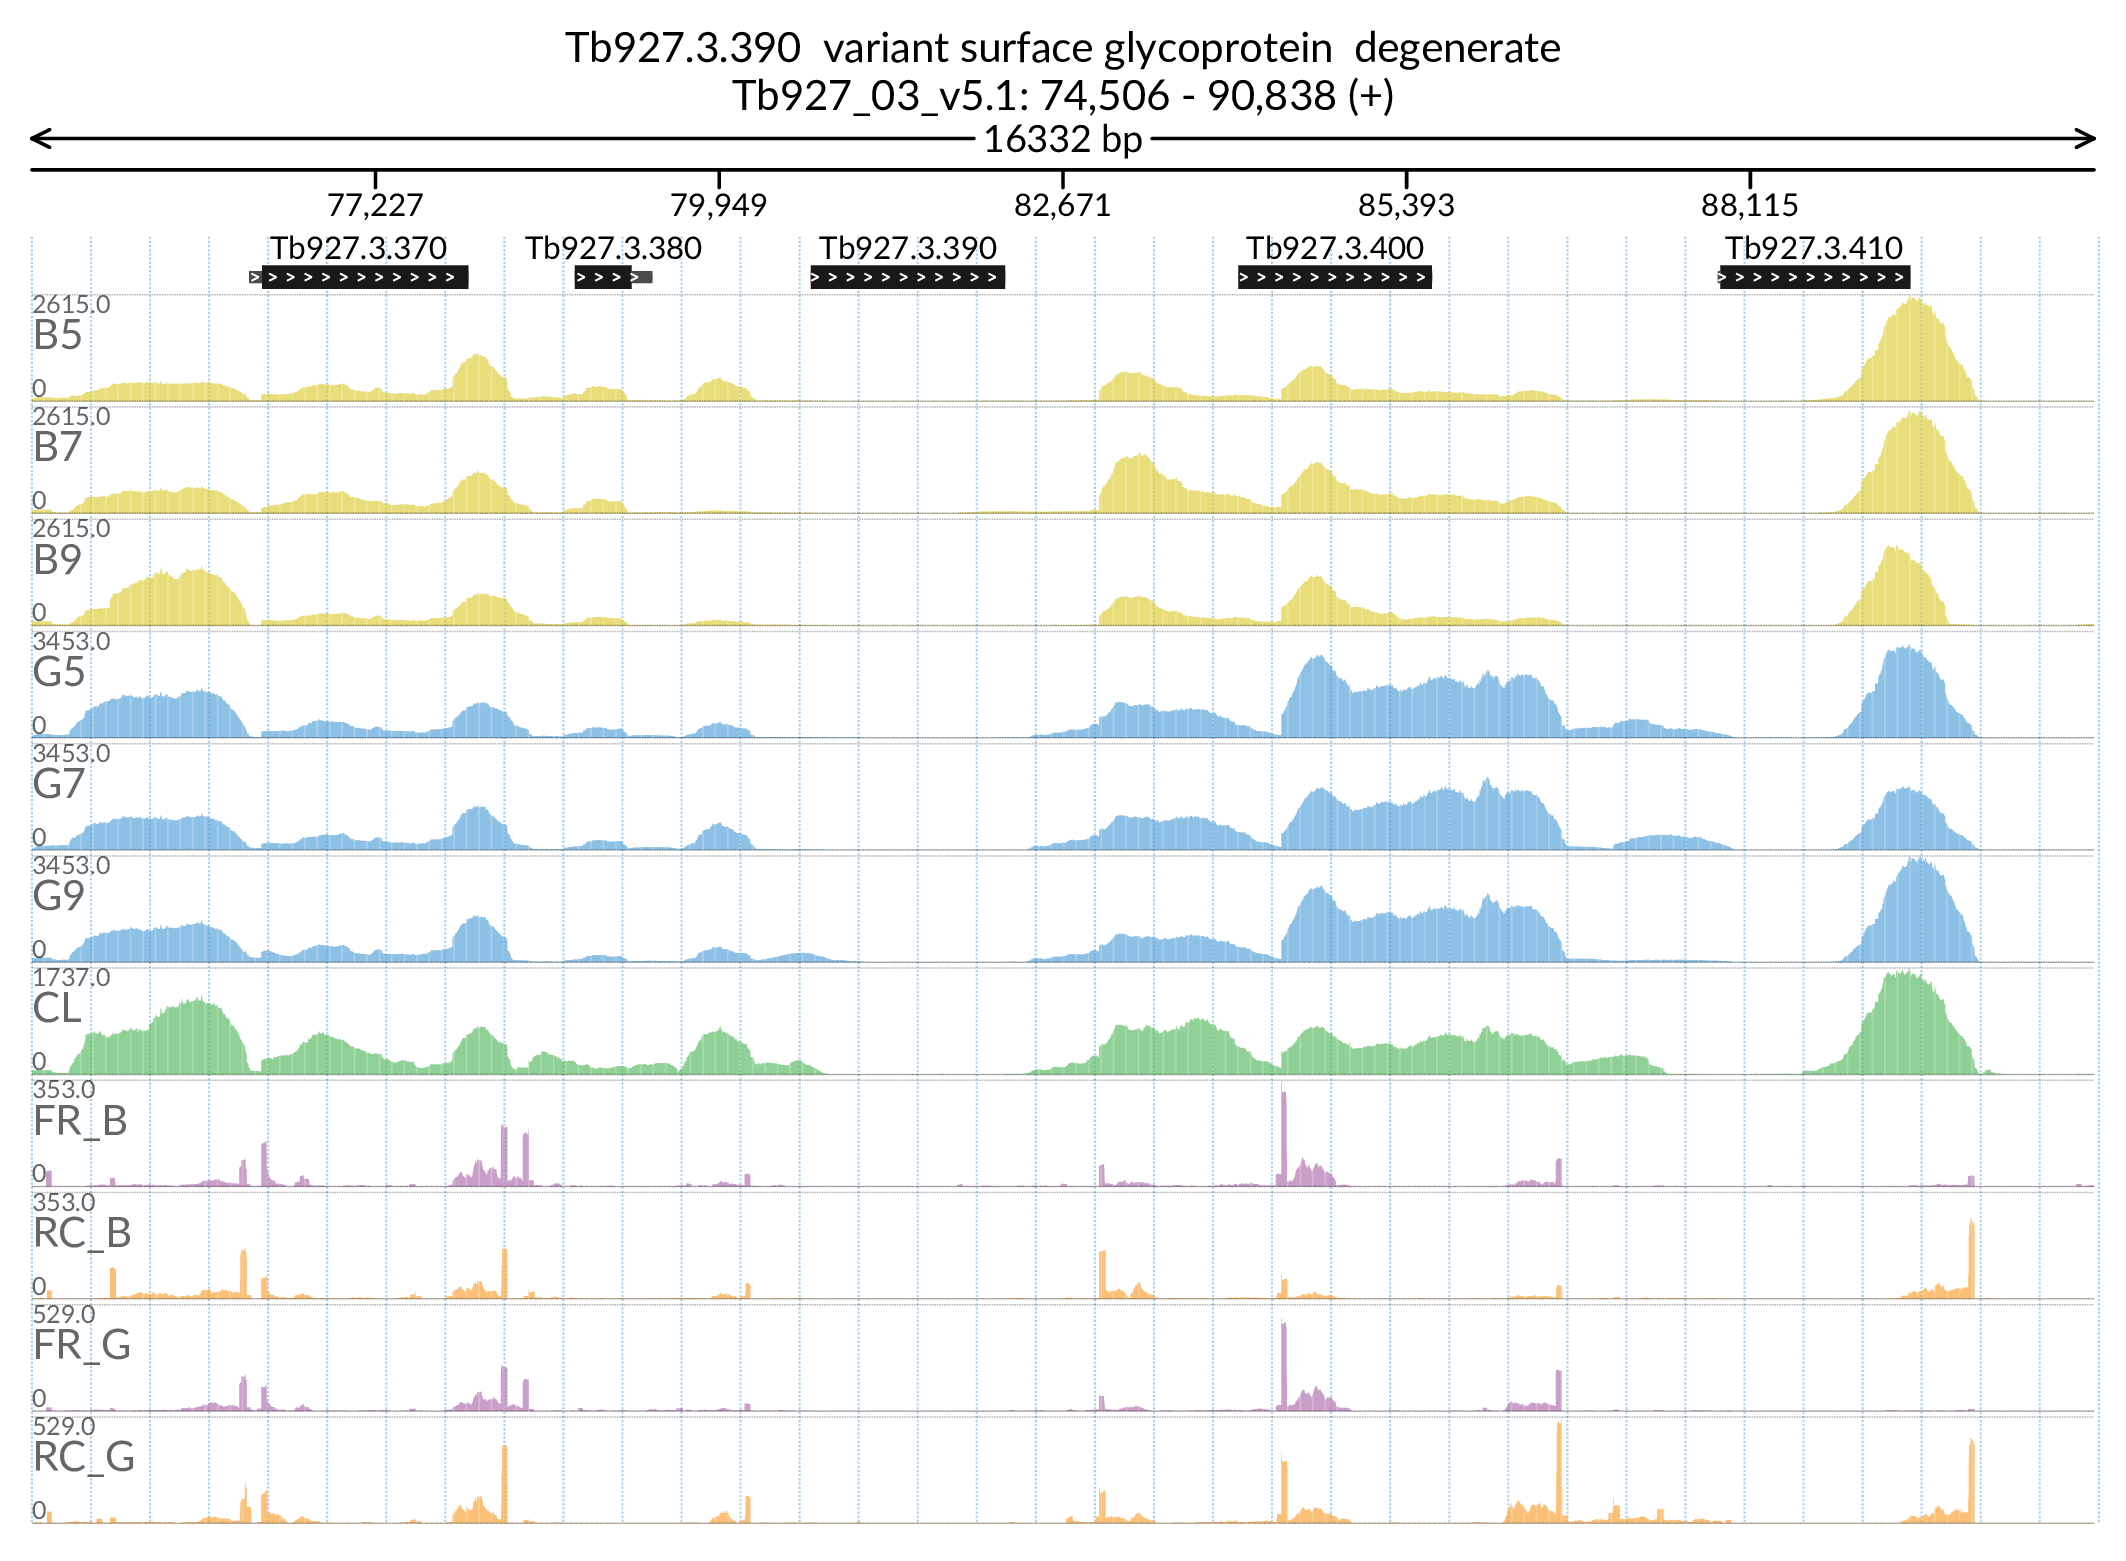 Tb927.3.390  variant surface glycoprotein  degenerate
Tb927_03_v5.1: 74,506 - 90,838 (+)
16332 bp
77,227 79,949 82,671 85,393 88,115
Tb927.3.370 Tb927.3.380 Tb927.3.390 Tb927.3.400 Tb927.3.410
2615.0
B5
0
2615.0
B7
0
2615.0
B9
0
3453.0
G5
0
3453.0
G7
0
3453.0
G9
0
1737.0
CL
0
353.0
FR_B
0
353.0
RC_B
0
529.0
FR_G
0
529.0
RC_G
0